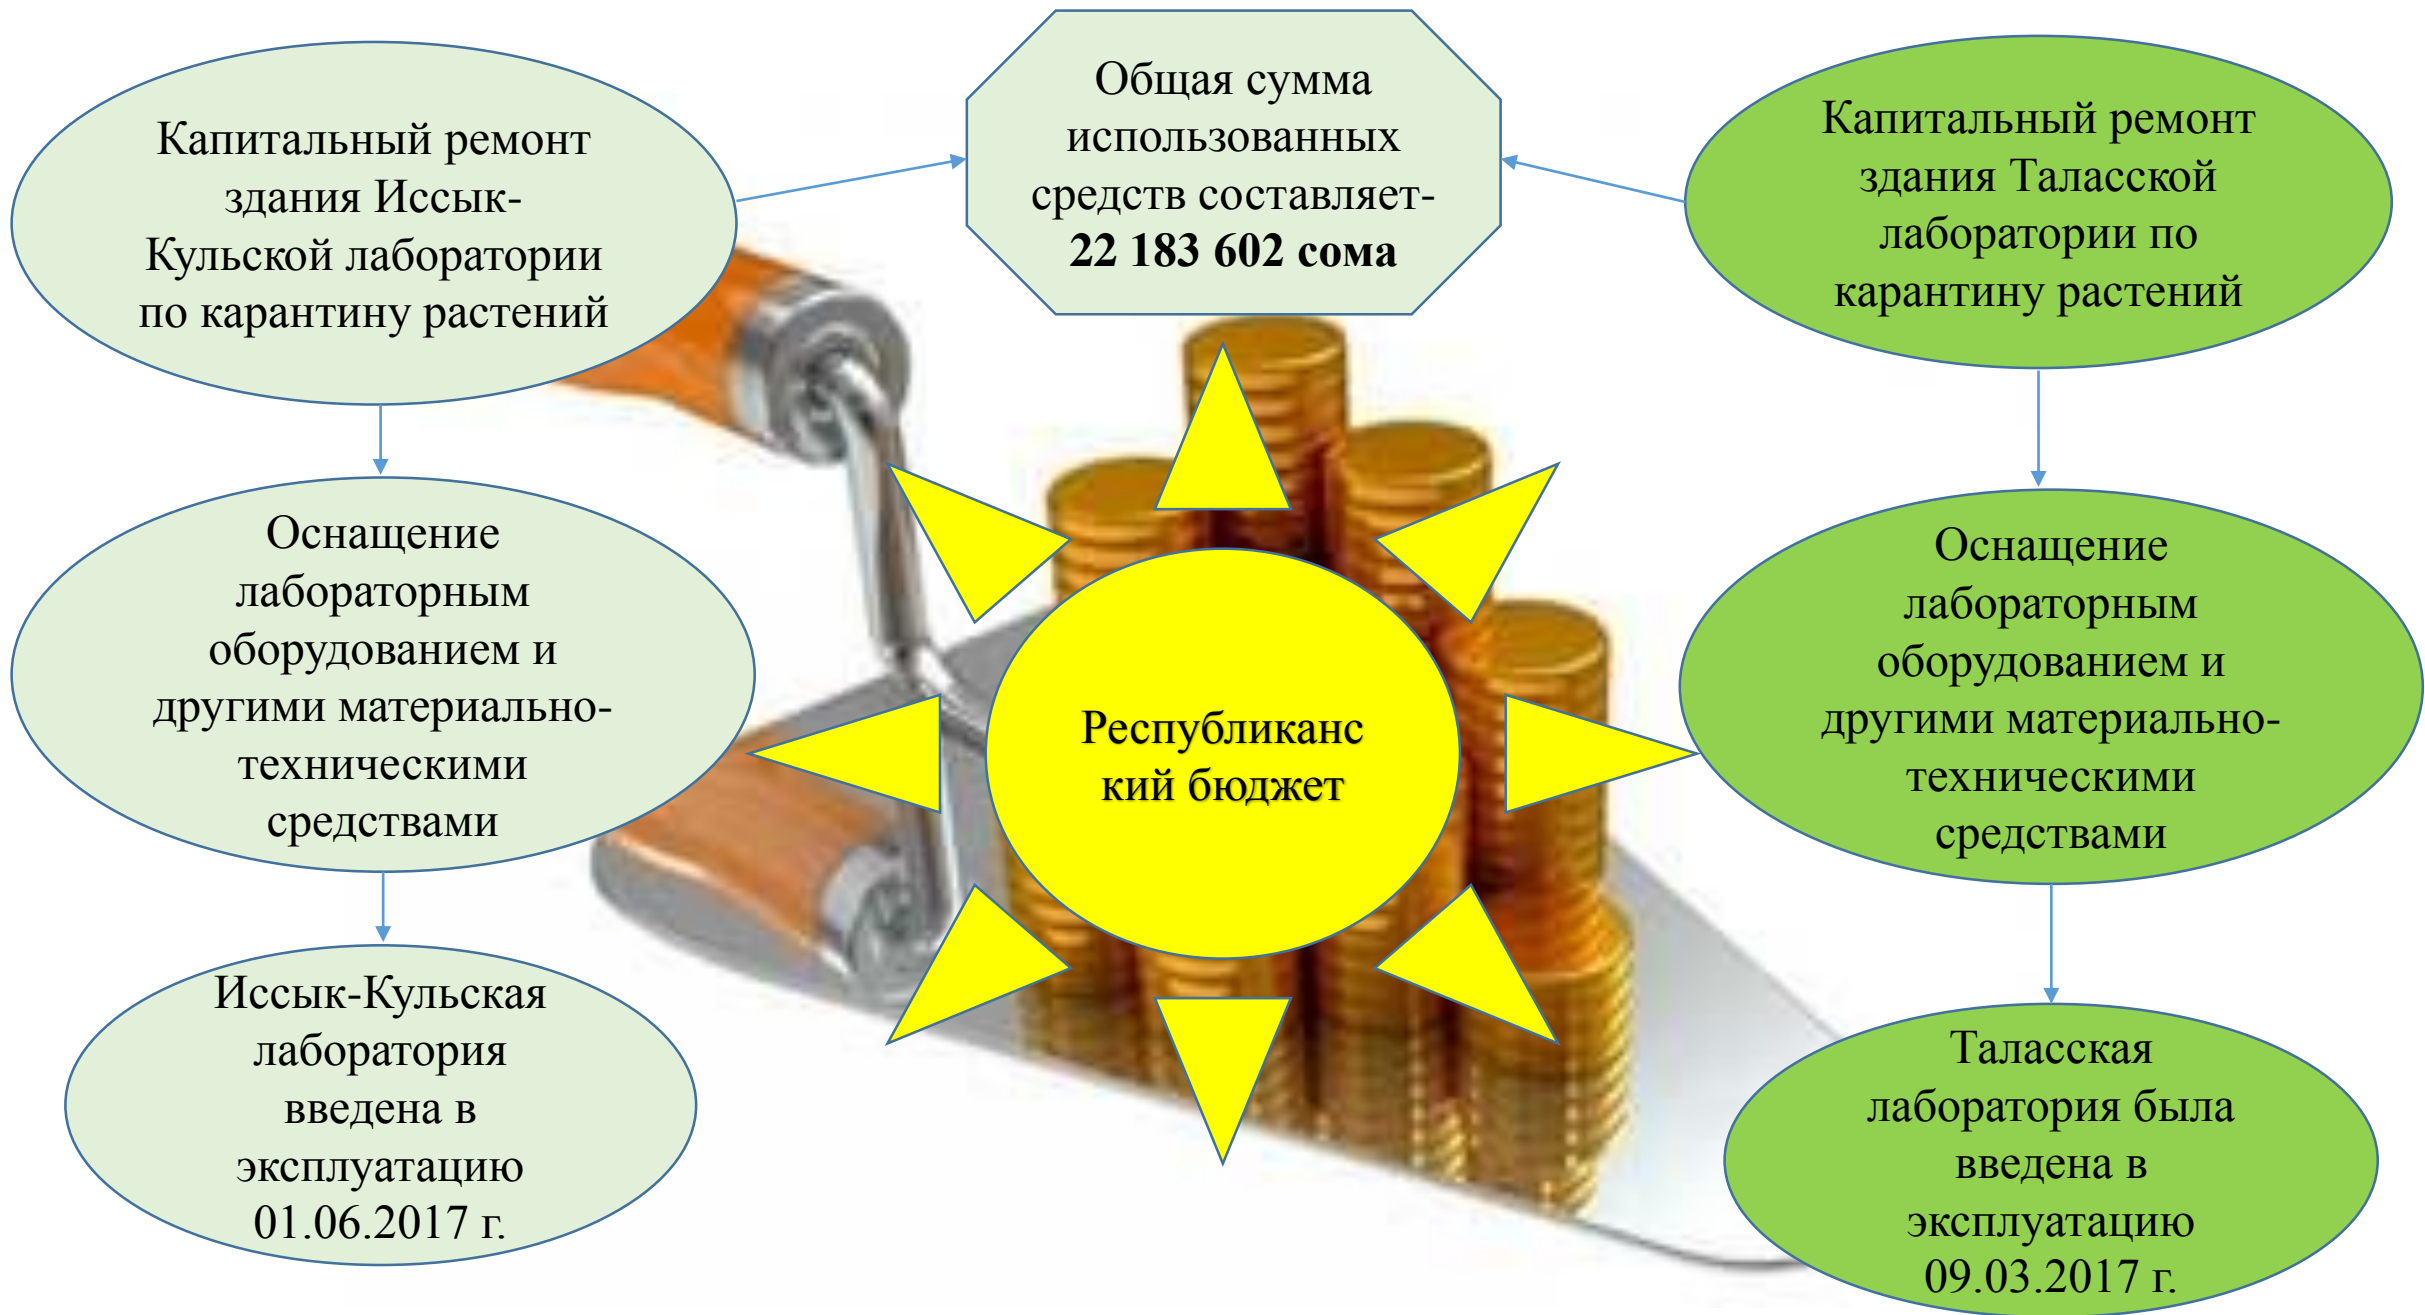 Капитальный ремонт
здания Иссык-
Кульской лаборатории
по карантину растений
Общая сумма
использованных
средств составляет-
22 183 602 сома
Капитальный ремонт
здания Таласской
лаборатории по
карантину растений
Оснащение
лабораторным
оборудованием и
другими материально-
техническими
средствами
Республиканс
кий бюджет
Оснащение
лабораторным
оборудованием и
другими материально-
техническими
средствами
Иссык-Кульская
лаборатория
введена в
эксплуатацию
01.06.2017 г.
Таласская
лаборатория была
введена в
эксплуатацию
09.03.2017 г.